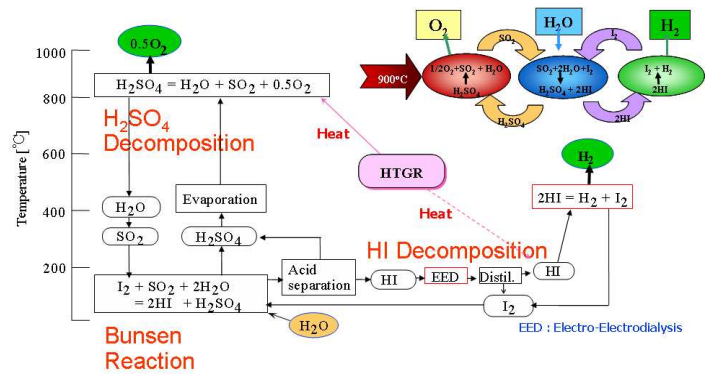 O₂
H₂O
H₂
SO₂
I₂
900°C
1/2O₂+SO₂ + H₂O
H₂SO₄
SO₂+2H₂O+I₂
H₂SO₄ + 2HI
I₂ + H₂
2HI
H₂SO₄
2HI
0.5O₂
Temperature [℃]
1000
800
600
400
200
H₂SO₄ = H₂O + SO₂ + 0.5O₂
H₂SO₄
Decomposition
Heat
HTGR
Heat
H₂
2HI = H₂ + I₂
Evaporation
H₂O
SO₂
H₂SO₄
HI Decomposition
I₂ + SO₂ + 2H₂O
= 2HI + H₂SO₄
Acid
separation
HI
EED
Distil.
HI
I₂
H₂O
Bunsen
Reaction
EED : Electro-Electrodialysis